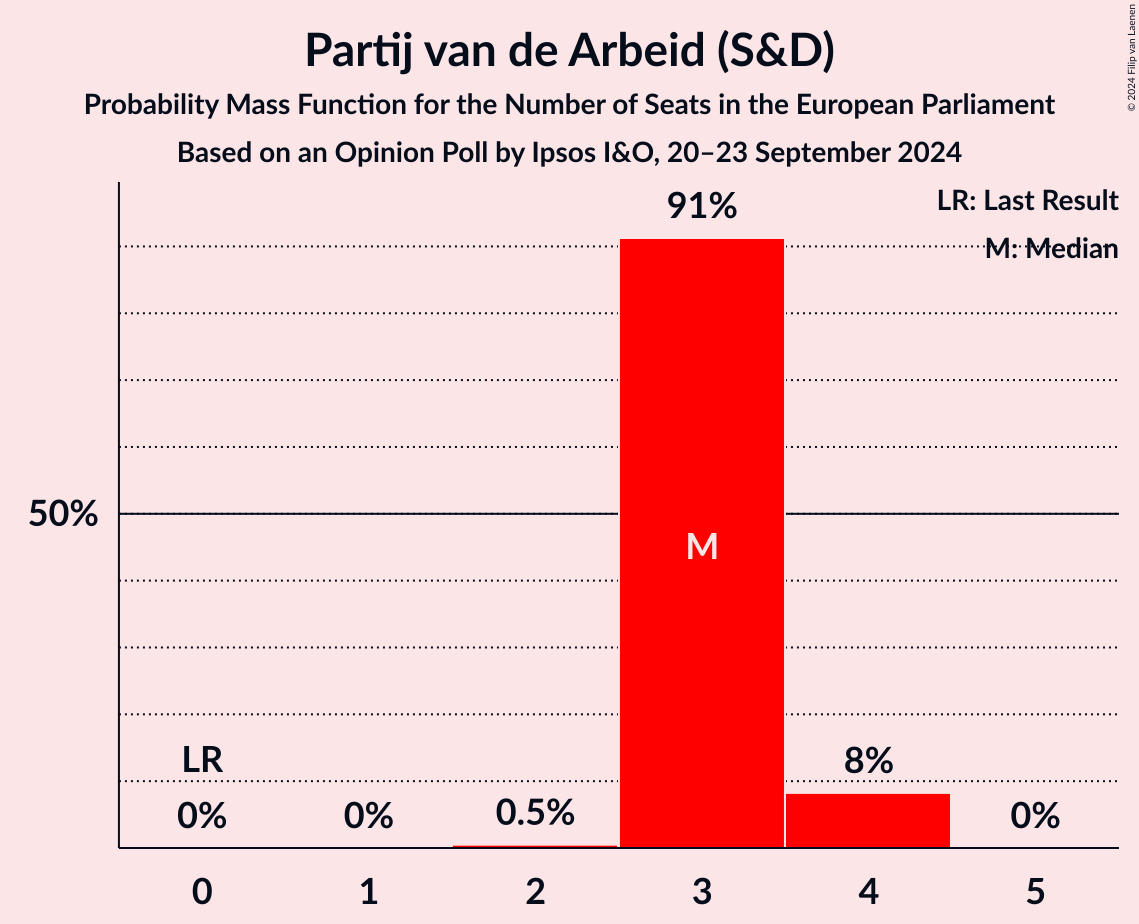 Partij van de Arbeid (S&D)
Probability Mass Function for the Number of Seats in the European Parliament
Based on an Opinion Poll by Ipsos I&O, 20–23 September 2024
© 2024 Filip van Laenen
LR: Last Result
M: Median
91%
50%
M
LR
8%
0%
0%
0.5%
0%
0
1
2
3
4
5